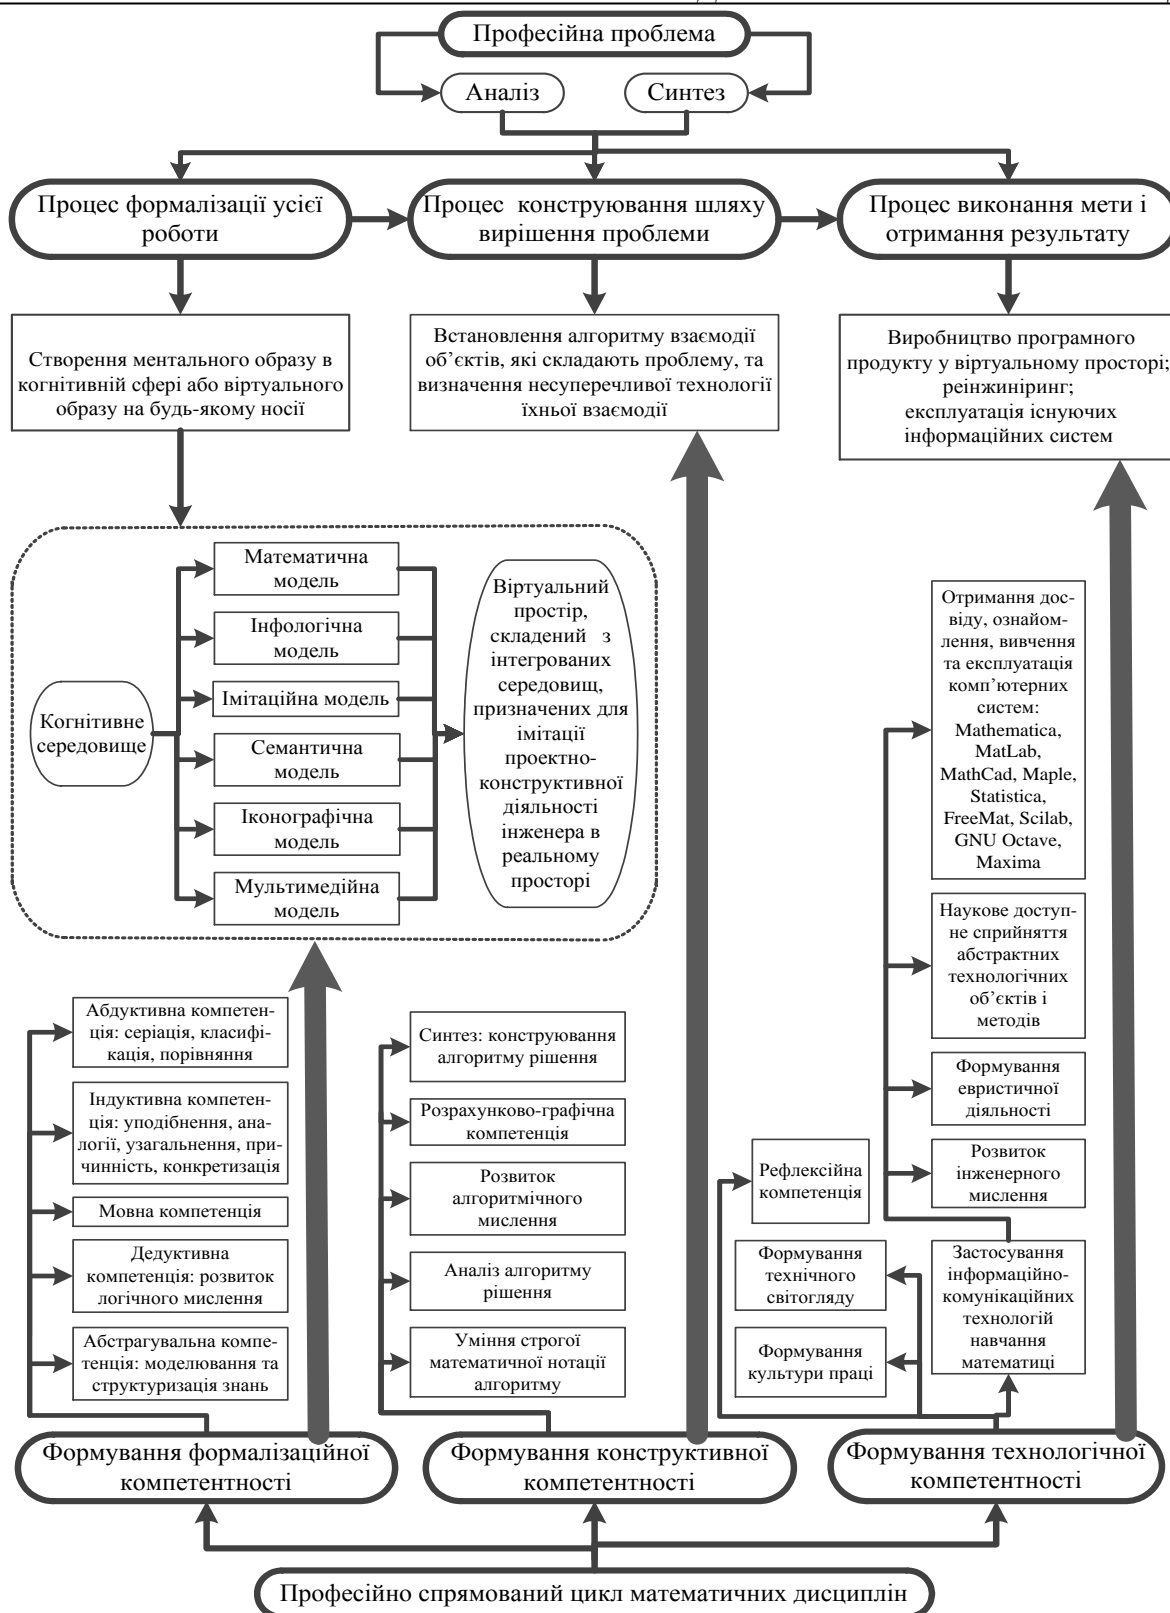 Професійна проблема
Аналіз
Синтез
Процес формалізації усієї
роботи
Процес конструювання шляху
вирішення проблеми
Процес виконання мети і
отримання результату
Створення ментального образу в
когнітивній сфері або віртуального
образу на будь-якому носії
Встановлення алгоритму взаємодії
об’єктів, які складають проблему, та
визначення несуперечливої технології
їхньої взаємодії
Виробництво програмного
продукту у віртуальному просторі;
реінжиніринг;
експлуатація існуючих
інформаційних систем
Когнітивне
середовище
Математична
модель
Інфологічна
модель
Імітаційна модель
Семантична
модель
Іконографічна
модель
Мультимедійна
модель
Віртуальний
простір,
складений з
інтегрованих
середовищ,
призначених для
імітації
проектно-
конструктивної
діяльності
інженера в
реальному
просторі
Отримання дос-
віду, ознайом-
лення, вивчення
та експлуатація
комп’ютерних
систем:
Mathematica,
MatLab,
MathCad, Maple,
Statistica,
FreeMat, Scilab,
GNU Octave,
Maxima
Наукове доступ-
не сприйняття
абстрактних
технологічних
об’єктів і
методів
Формування
евристичної
діяльності
Розвиток
інженерного
мислення
Абдуктивна компетен-
ція: серіація, класифі-
кація, порівняння
Індуктивна компетен-
ція: уподібнення, ана-
логії, узагальнення, при-
чинність, конкретизація
Мовна компетенція
Дедуктивна
компетенція: розвиток
логічного мислення
Абстрагувальна компе-
тенція: моделювання та
структуризація знань
Синтез: конструювання
алгоритму рішення
Розрахунково-графічна
компетенція
Розвиток
алгоритмічного
мислення
Аналіз алгоритму
рішення
Уміння строгої
математичної нотації
алгоритму
Рефлексійна
компетенція
Формування
технічного
світогляду
Формування
культури праці
Застосування
інформаційно-
комунікаційних
технологій
навчання
математиці
Формування формалізаційної
компетентності
Формування конструктивної
компетентності
Формування технологічної
компетентності
Професійно спрямований цикл математичних дисциплін